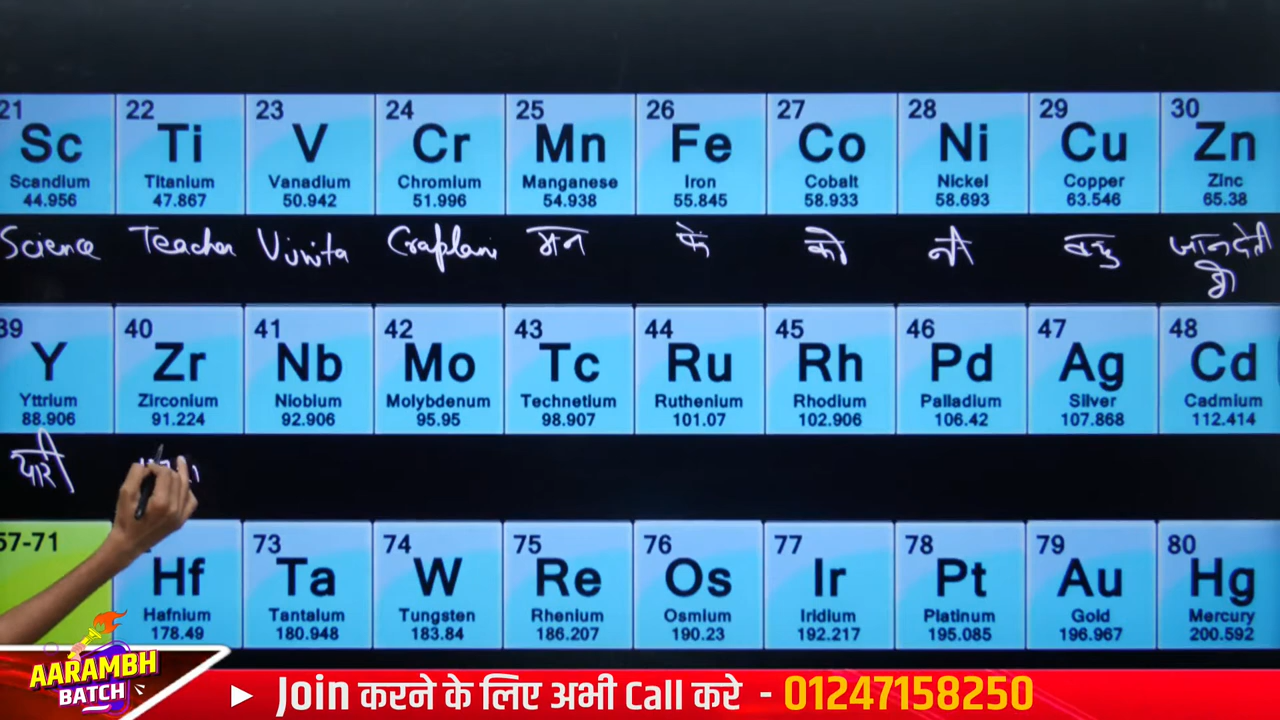 21 22 23 24 25 26 27 28 29 30
Sc Ti V Cr Mn Fe Co Ni Cu Zn
Scandium Titanium Vanadium Chromium Manganese Iron Cobalt Nickel Copper Zinc
44.956 47.867 50.942 51.996 54.938 55.845 58.933 58.693 63.546 65.38
Science Teacher Vinita मन के को नी
39 40 41 42 43 44 45 46 47 48
Y Zr Nb Mo Tc Ru Rh Pd Ag Cd
Yttrium Zirconium Niobium Molybdenum Technetium Ruthenium Rhodium Palladium Silver Cadmium
88.906 91.224 92.906 95.95 98.907 101.07 102.906 106.42 107.868 112.414
यारी
57-71 73 74 75 76 77 78 79 80
Hf Ta W Re Os Ir Pt Au Hg
Hafnium Tantalum Tungsten Rhenium Osmium Iridium Platinum Gold Mercury
178.49 180.948 183.84 186.207 190.23 192.217 195.085 196.967 200.592
AARAMBH
BATCH
Join करने के लिए अभी Call करे - 01247158250